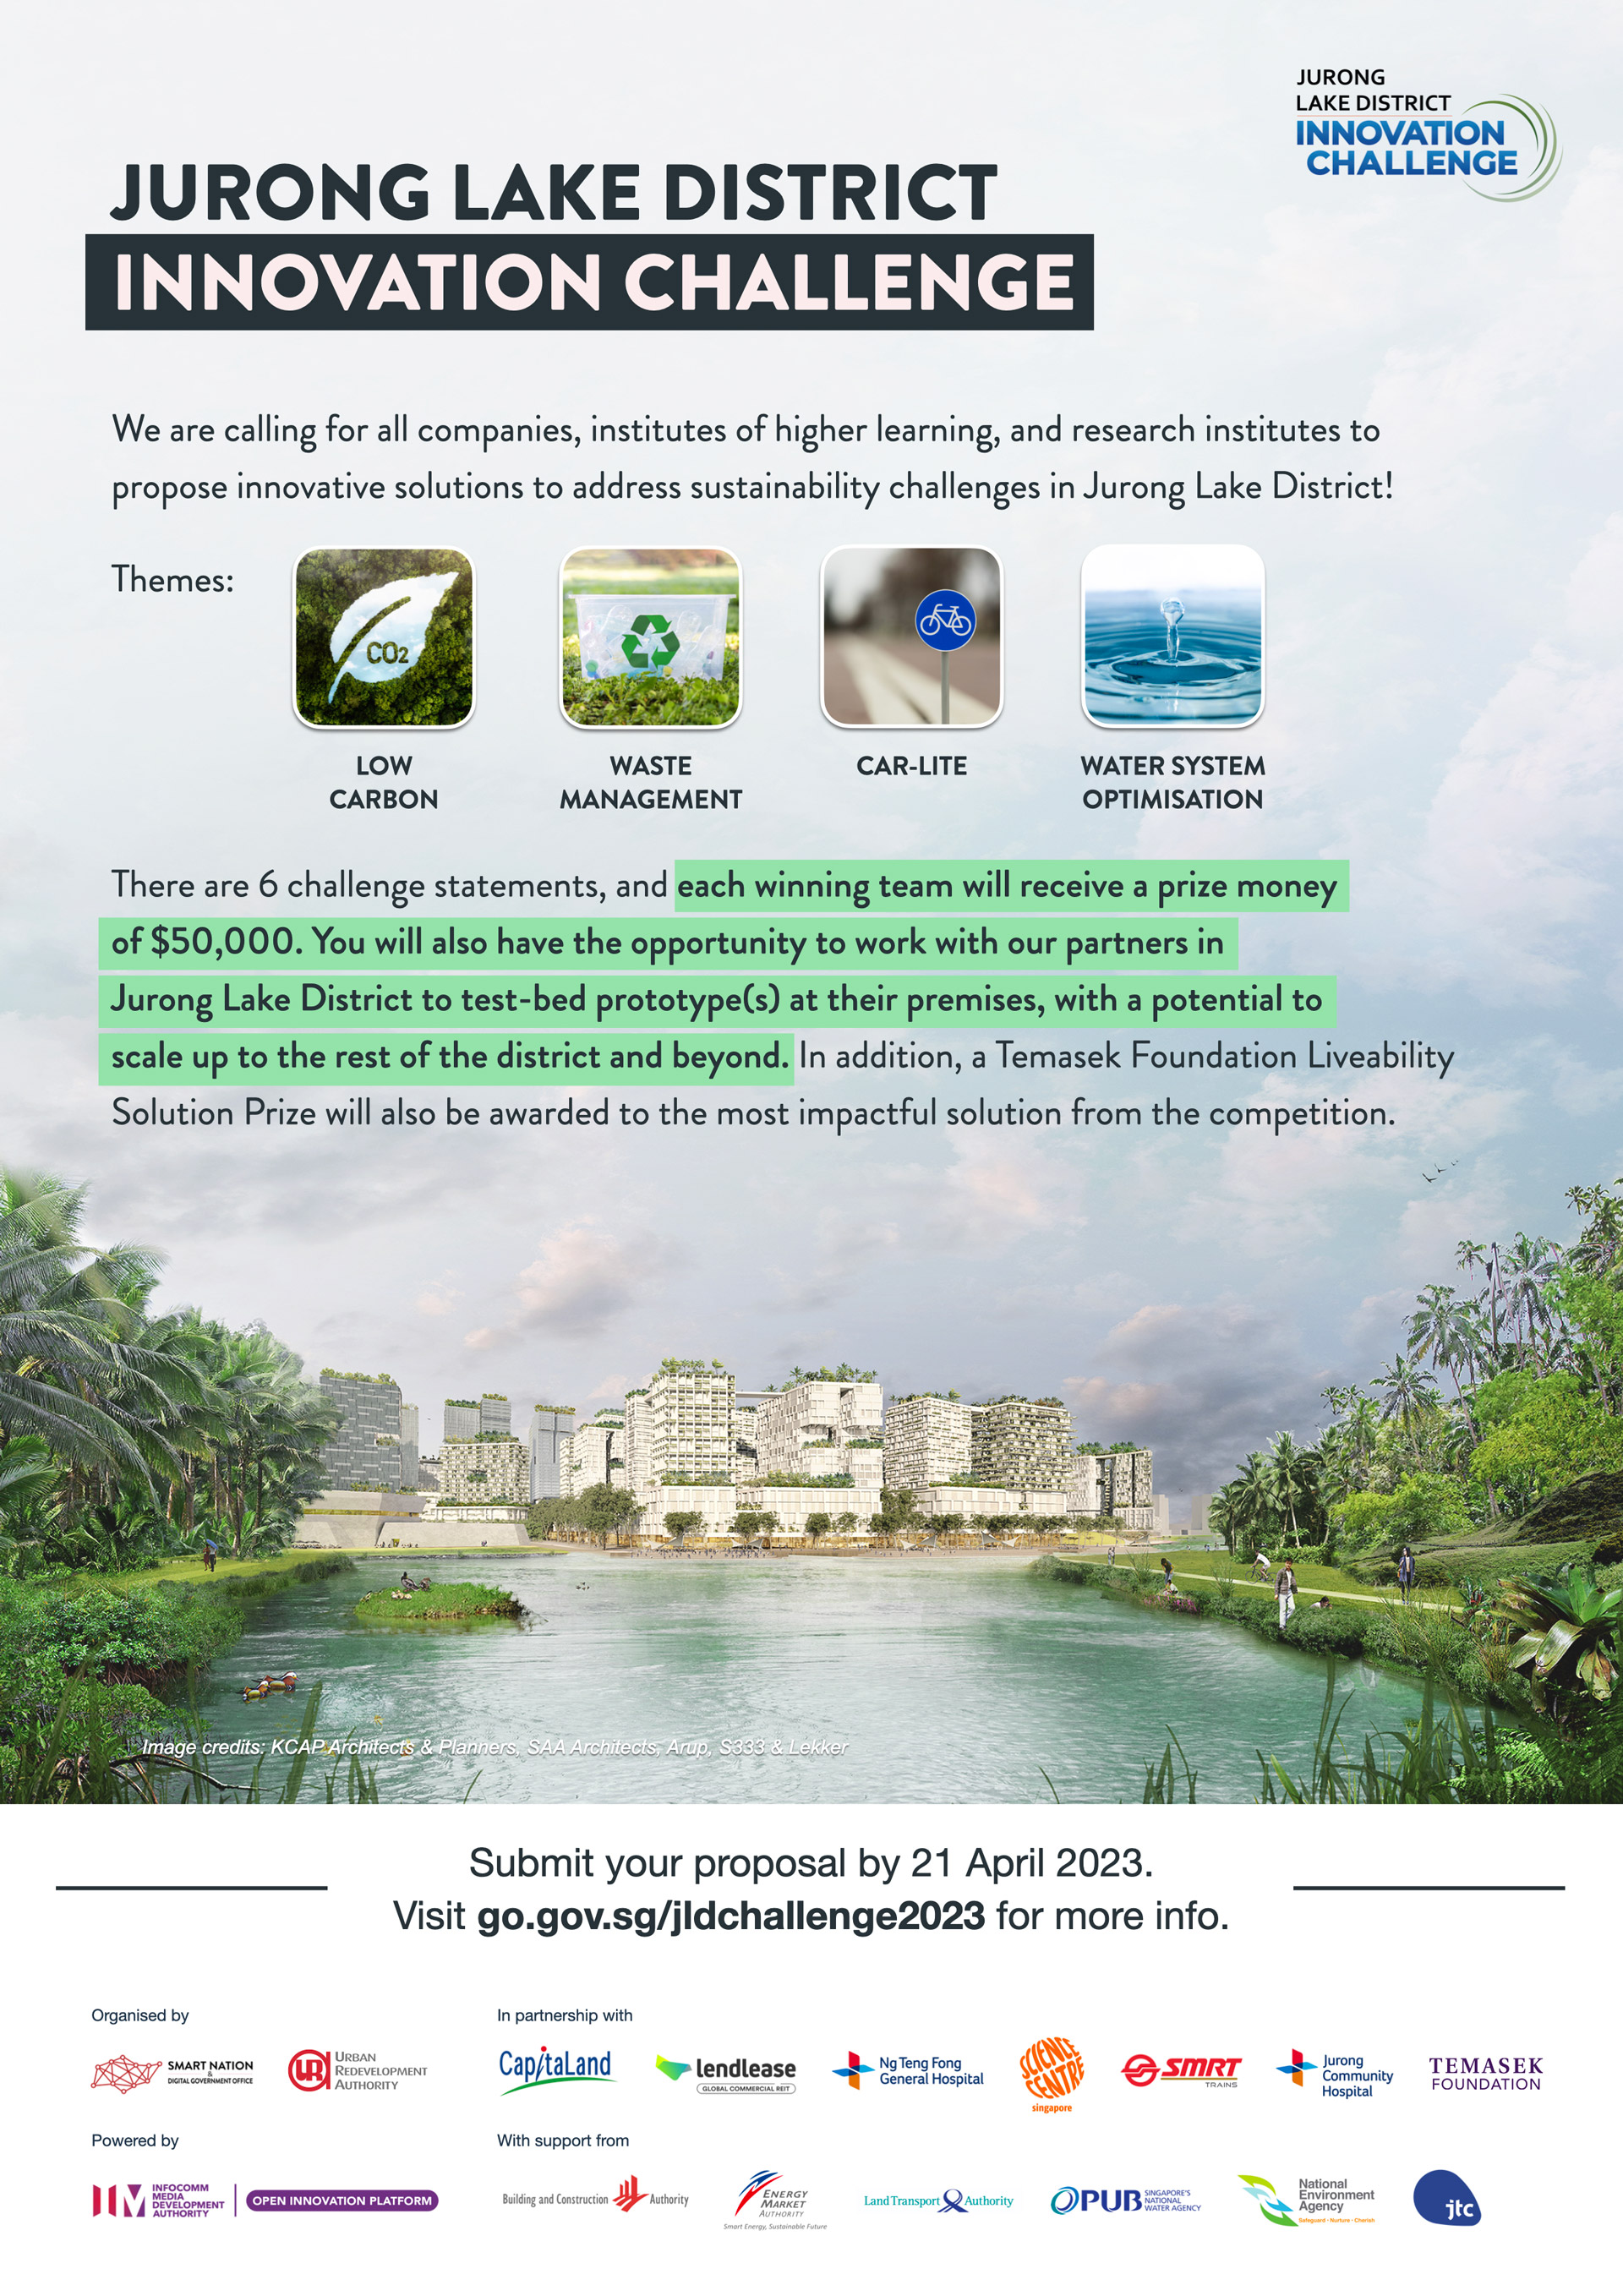 JURONG
LAKE DISTRICT
INNOVATION
CHALLENGE
JURONG LAKE DISTRICT
INNOVATION CHALLENGE
We are calling for all companies, institutes of higher learning, and research institutes to
propose innovative solutions to address sustainability challenges in Jurong Lake District!
Themes:
CO2
LOW
CARBON
WASTE
MANAGEMENT
CAR-LITE
WATER SYSTEM
OPTIMISATION
There are 6 challenge statements, and each winning team will receive a prize money
of $50,000. You will also have the opportunity to work with our partners in
Jurong Lake District to test-bed prototype(s) at their premises, with a potential to
scale up to the rest of the district and beyond. In addition, a Temasek Foundation Liveability
Solution Prize will also be awarded to the most impactful solution from the competition.
Image credits: KCAP Architects & Planners, SAA Architects, Arup, S333 & Lekker
Submit your proposal by 21 April 2023.
Visit go.gov.sg/jldchallenge2023 for more info.
Organised by
SMART NATION
&
DIGITAL GOVERNMENT OFFICE
URA
URBAN
REDEVELOPMENT
AUTHORITY
In partnership with
CapitaLand
lendlease
GLOBAL COMMERCIAL REIT
Ng Teng Fong
General Hospital
SCIENCE
CENTRE
singapore
SMRT
TRAINS
Jurong
Community
Hospital
TEMASEK
FOUNDATION
Powered by
IM
INFOCOMM
MEDIA
DEVELOPMENT
AUTHORITY
OPEN INNOVATION PLATFORM
With support from
Building and Construction Authority
ENERGY
MARKET
AUTHORITY
Smart Energy, Sustainable Future
Land Transport Authority
PUB
SINGAPORE'S
NATIONAL
WATER AGENCY
National
Environment
Agency
Safeguard · Nurture · Cherish
jtc